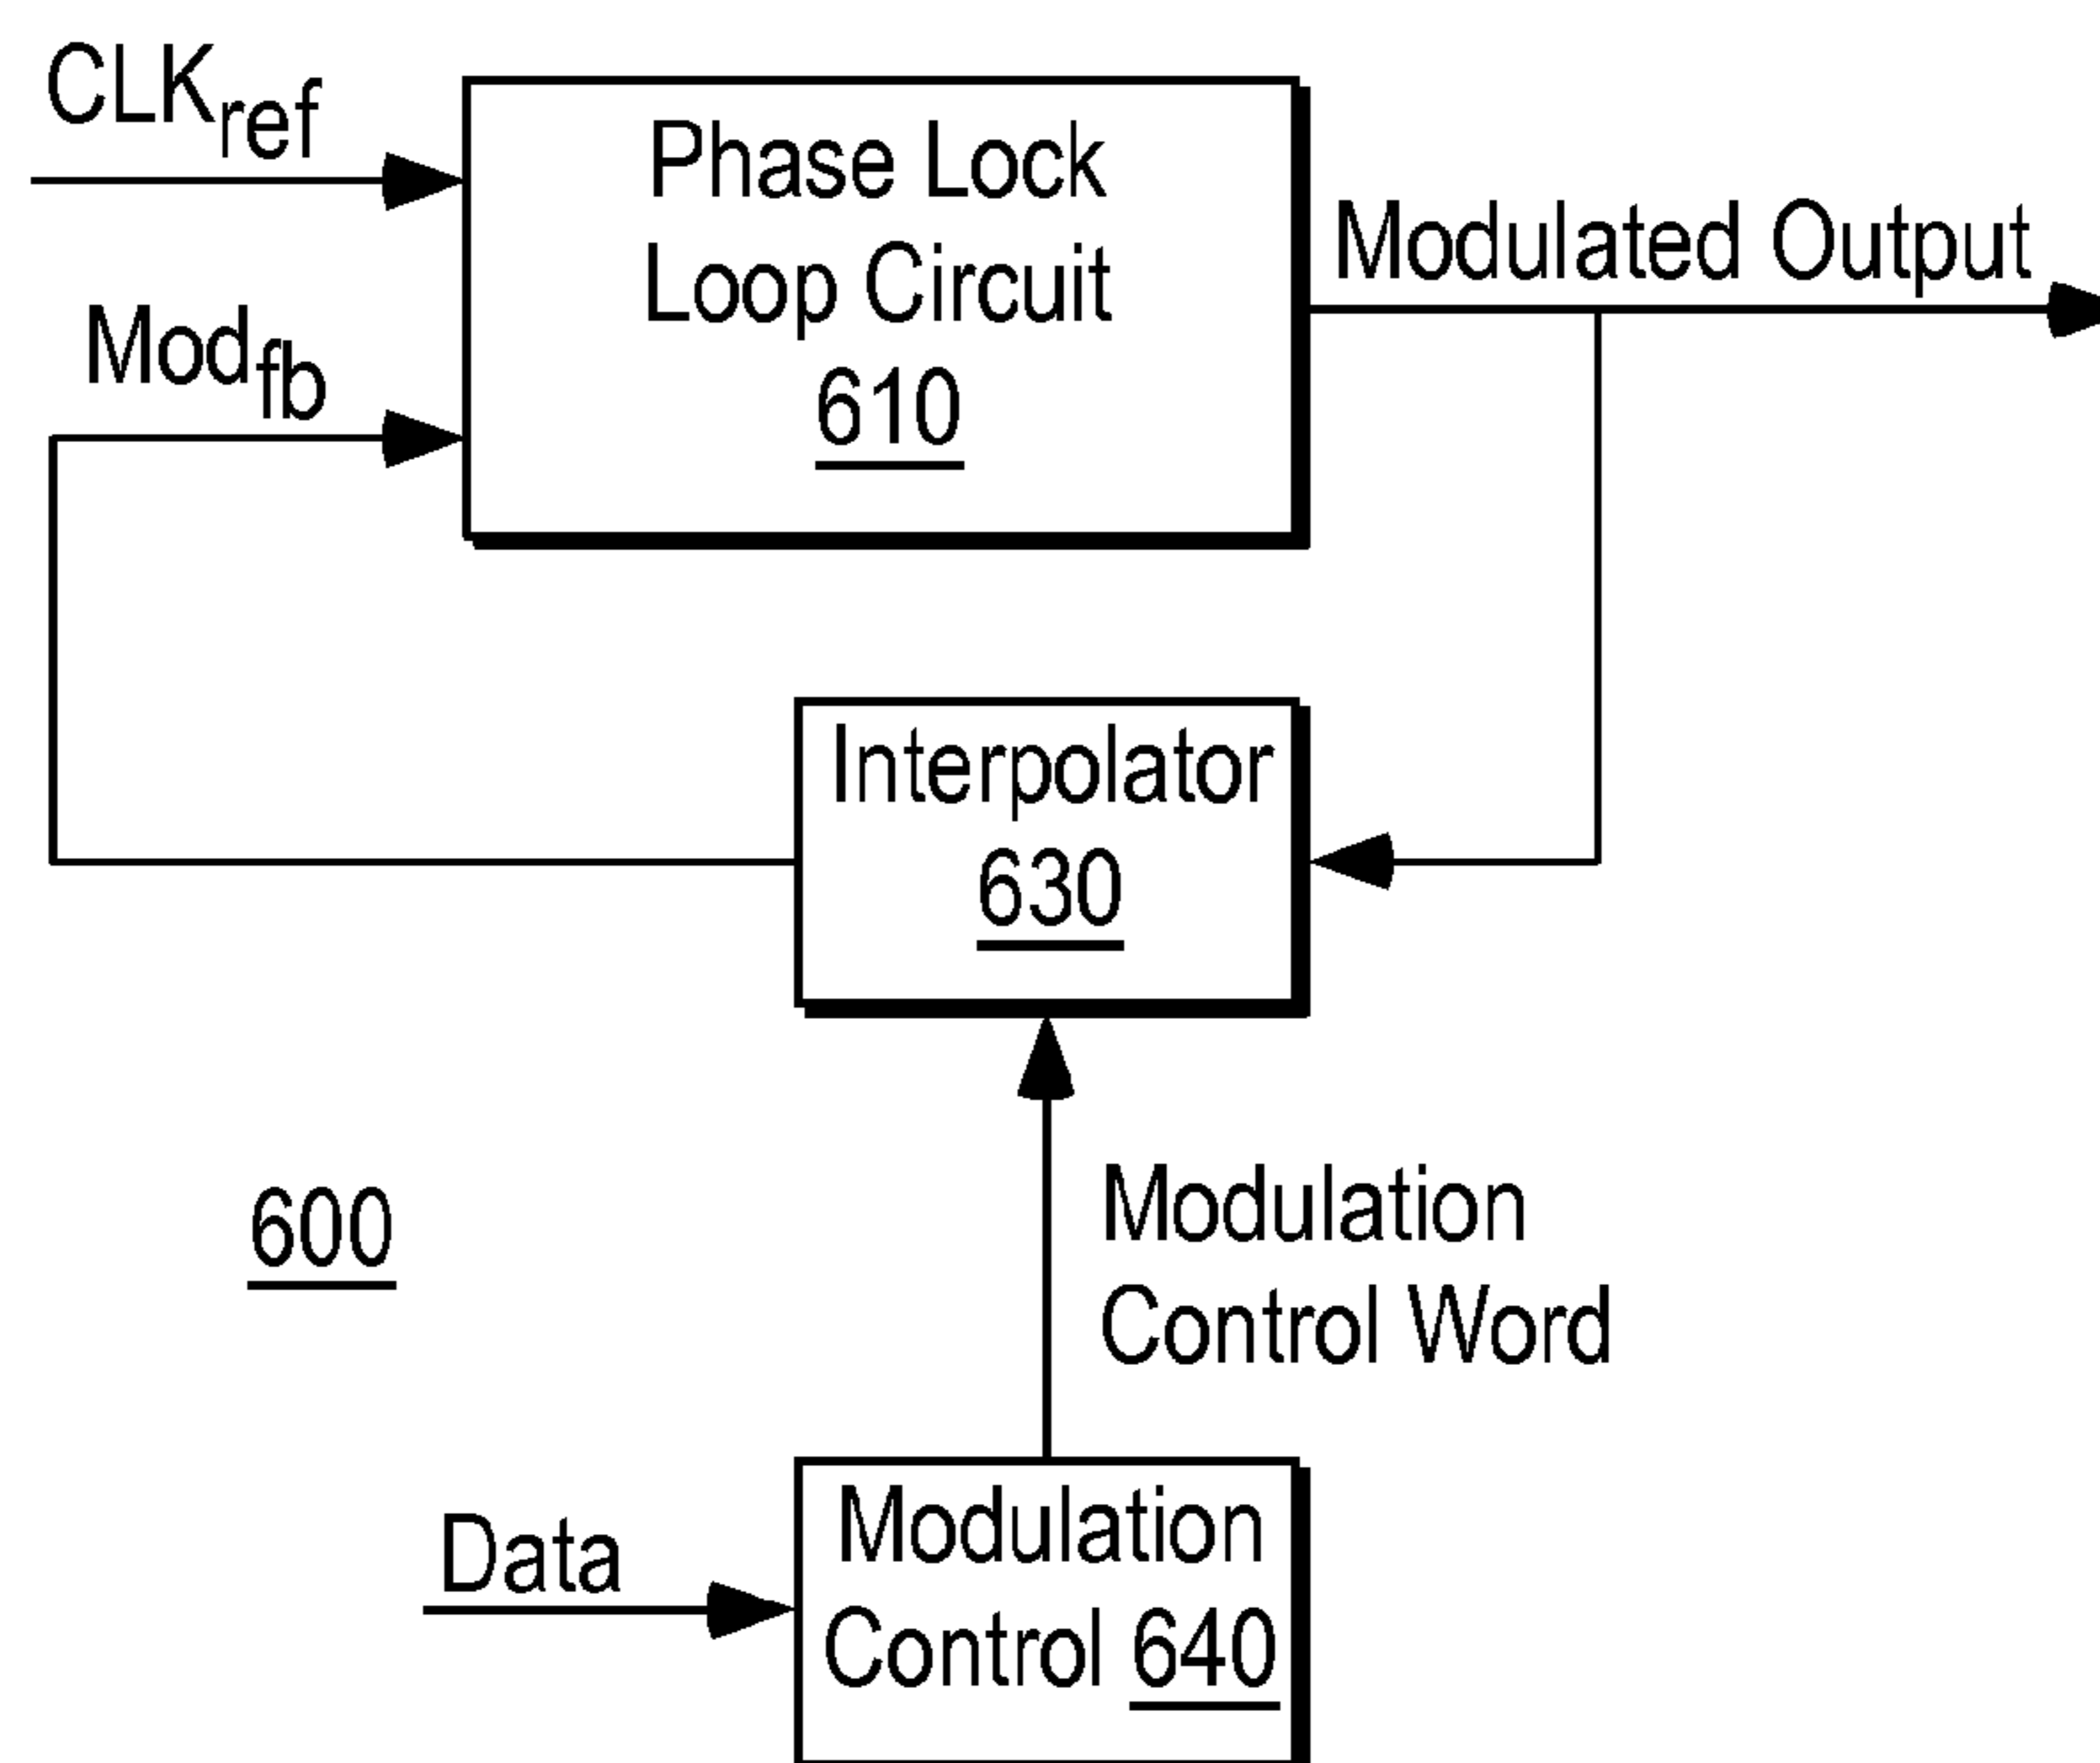 CLKref
Phase Lock
Loop Circuit
610
Modulated Output
Modfb
Interpolator
630
600
Modulation
Control Word
Data
Modulation
Control 640